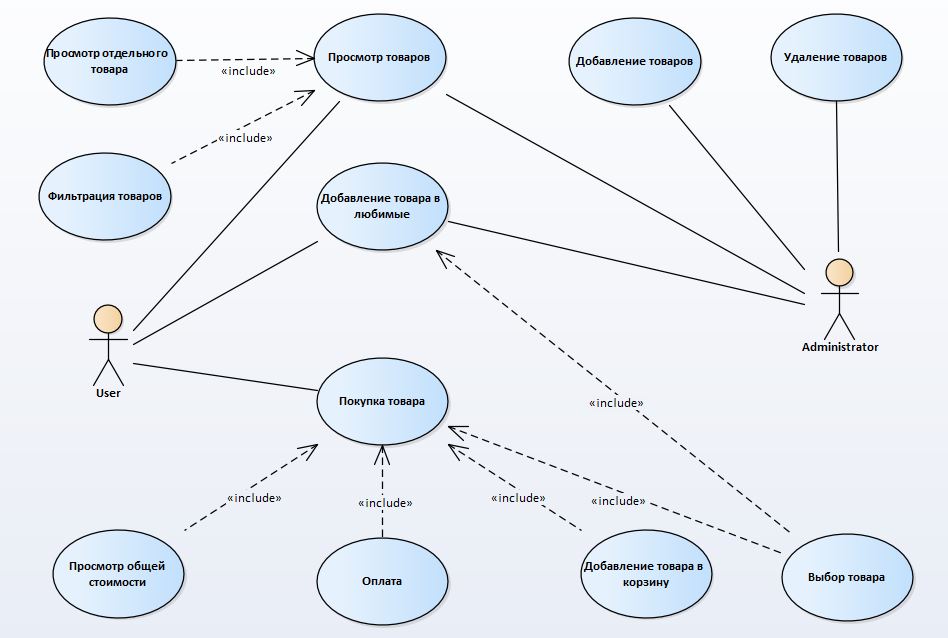 Просмотр отдельного
товара
«include»
Просмотр товаров
Добавление товаров
Удаление товаров
«include»
Фильтрация товаров
Добавление товара в
любимые
User
Administrator
Покупка товара
«include»
«include»
«include»
«include»
«include»
Просмотр общей
стоимости
Оплата
Добавление товара в
корзину
Выбор товара